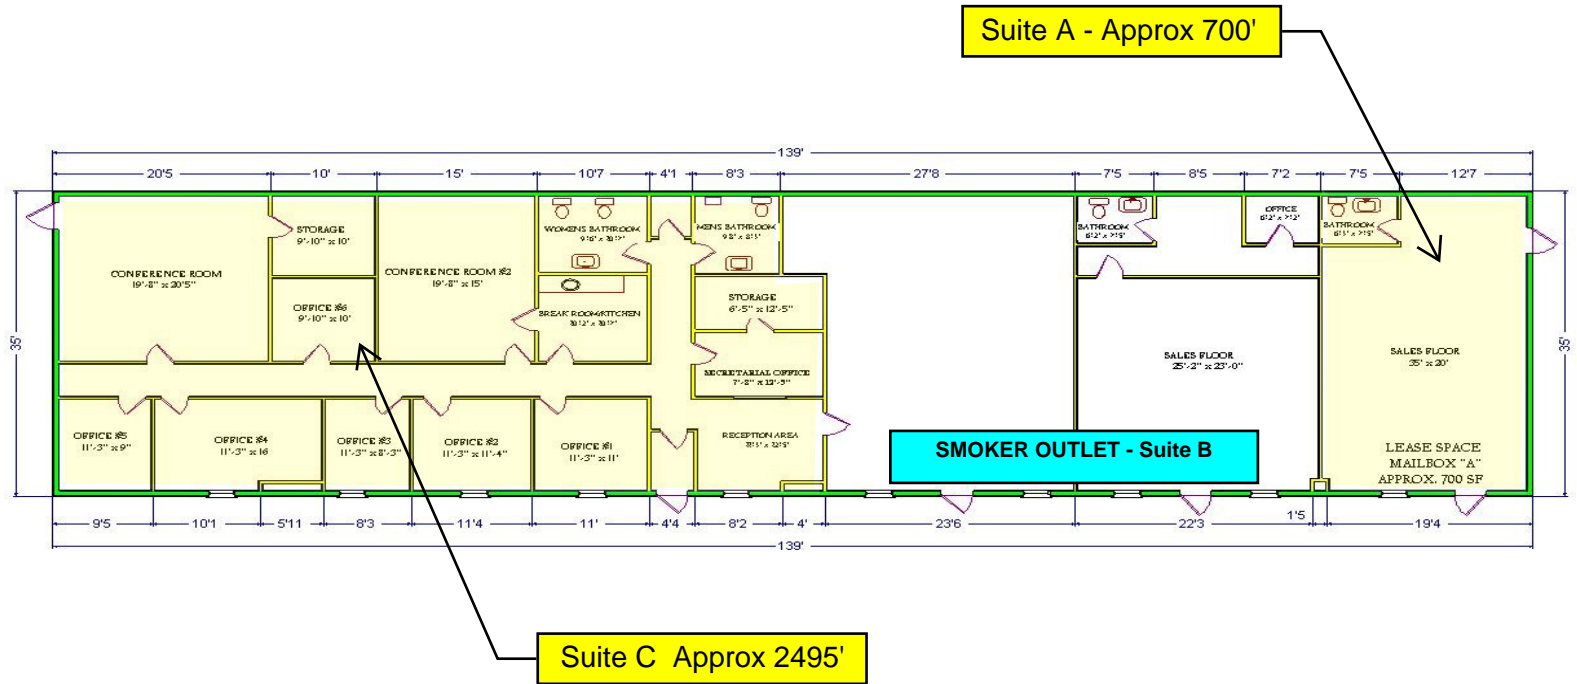 Suite A - Approx 700'
139'
20'5 10' 15' 10'7 4'1 8'3 27'8 7'5 8'5 7'2 7'5 12'7
35'
35'
STORAGE
9'-10" x 10'
WOMENS BATHROOM
MENS BATHROOM
BATHROOM
OFFICE
BATHROOM
CONFERENCE ROOM
19'-8" x 20'5"
CONFERENCE ROOM #2
19'-8" x 15'
OFFICE #6
9'-10" x 10'
BREAK ROOM/KITCHEN
STORAGE
6'-5" x 12'-5"
SECRETARIAL OFFICE
7'-8" x 12'-5"
SALES FLOOR
25'-2" x 23'-0"
SALES FLOOR
35' x 20'
OFFICE #5
11'-3" x 9'
OFFICE #4
11'-3" x 16
OFFICE #3
11'-3" x 8'-3"
OFFICE #2
11'-3" x 11'-4"
OFFICE #1
11'-3" x 11'
RECEPTION AREA
SMOKER OUTLET - Suite B
LEASE SPACE
MAILBOX "A"
APPROX. 700 SF
9'5 10'1 5'11 8'3 11'4 11' 4'4 8'2 4' 23'6 22'3 1'5 19'4
139'
Suite C Approx 2495'